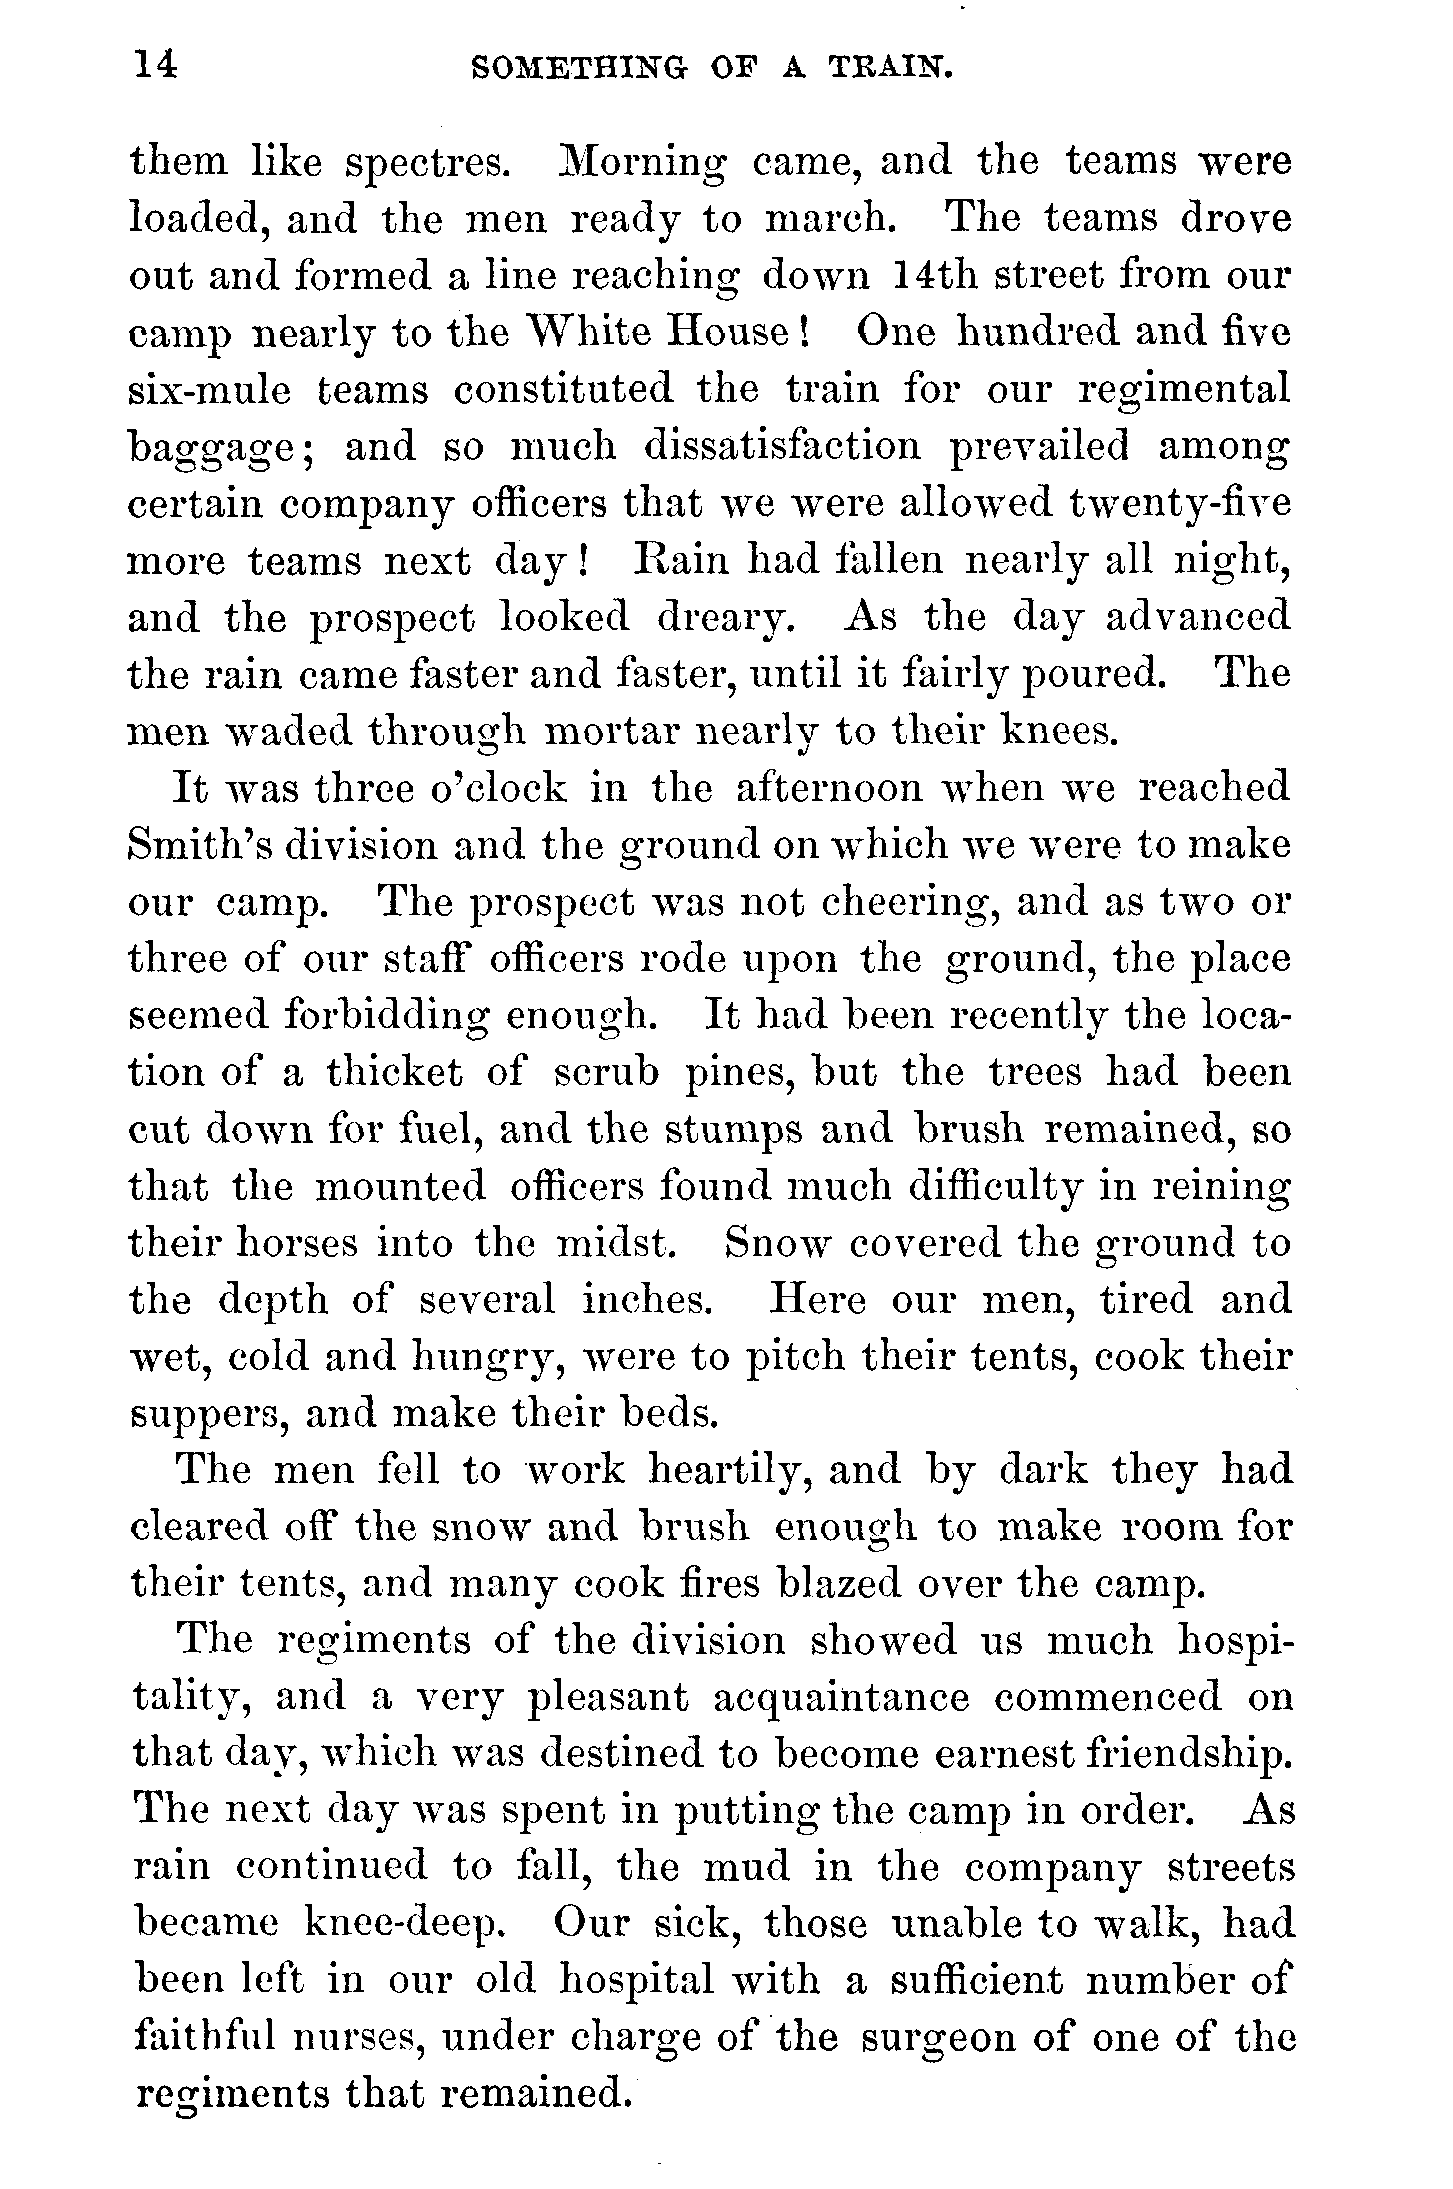 14 SOMETHING OF A TRAIN.
them like spectres. Morning came, and the teams were
loaded, and the men ready to march. The teams drove
out and formed a line reaching down 14th street from our
camp nearly to the White House! One hundred and five
six-mule teams constituted the train for our regimental
baggage; and so much dissatisfaction prevailed among
certain company officers that we were allowed twenty-five
more teams next day! Rain had fallen nearly all night,
and the prospect looked dreary. As the day advanced
the rain came faster and faster, until it fairly poured. The
men waded through mortar nearly to their knees.
It was three o'clock in the afternoon when we reached
Smith's division and the ground on which we were to make
our camp. The prospect was not cheering, and as two or
three of our staff officers rode upon the ground, the place
seemed forbidding enough. It had been recently the loca-
tion of a thicket of scrub pines, but the trees had been
cut down for fuel, and the stumps and brush remained, so
that the mounted officers found much difficulty in reining
their horses into the midst. Snow covered the ground to
the depth of several inches. Here our men, tired and
wet, cold and hungry, were to pitch their tents, cook their
suppers, and make their beds.
The men fell to work heartily, and by dark they had
cleared off the snow and brush enough to make room for
their tents, and many cook fires blazed over the camp.
The regiments of the division showed us much hospi-
tality, and a very pleasant acquaintance commenced on
that day, which was destined to become earnest friendship.
The next day was spent in putting the camp in order. As
rain continued to fall, the mud in the company streets
became knee-deep. Our sick, those unable to walk, had
been left in our old hospital with a sufficient number of
faithful nurses, under charge of the surgeon of one of the
regiments that remained.